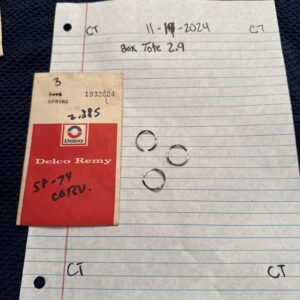 CT 11-14-2024 CT
Box Tote 2.9
3
1932024
SPRING
2.385
Delco
Delco Remy
SP-74
CORV.
CT CT